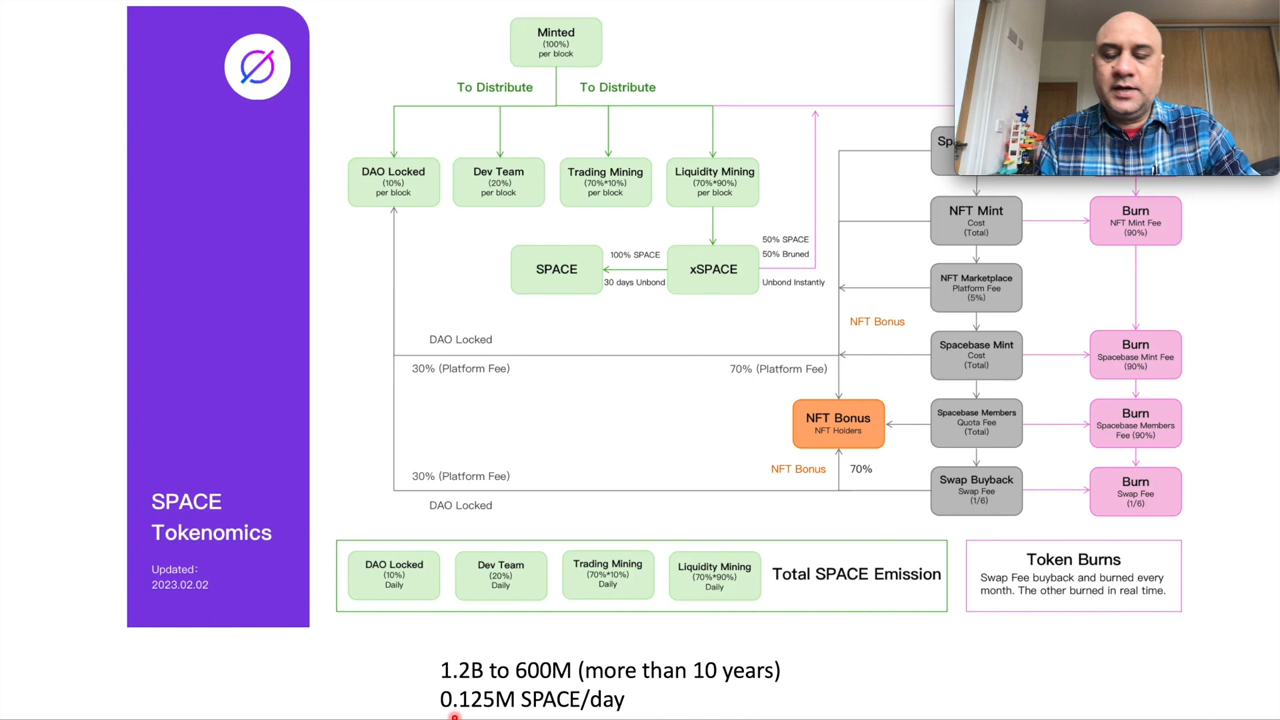 Minted
(100%)
per block
To Distribute
To Distribute
DAO Locked
(10%)
per block
Dev Team
(20%)
per block
Trading Mining
(70%*10%)
per block
Liquidity Mining
(70%*90%)
per block
Sp
NFT Mint
Cost
(Total)
Burn
NFT Mint Fee
(90%)
SPACE
100% SPACE
30 days Unbond
xSPACE
50% SPACE
50% Bruned
Unbond Instantly
NFT Marketplace
Platform Fee
(5%)
NFT Bonus
DAO Locked
30% (Platform Fee)
70% (Platform Fee)
Spacebase Mint
Cost
(Total)
Burn
Spacebase Mint Fee
(90%)
NFT Bonus
NFT Holders
Spacebase Members
Quota Fee
(Total)
Burn
Spacebase Members
Fee (90%)
NFT Bonus
70%
30% (Platform Fee)
DAO Locked
Swap Buyback
Swap Fee
(1/6)
Burn
Swap Fee
(1/6)
SPACE
Tokenomics
Updated:
2023.02.02
DAO Locked
(10%)
Daily
Dev Team
(20%)
Daily
Trading Mining
(70%*10%)
Daily
Liquidity Mining
(70%*90%)
Daily
Total SPACE Emission
Token Burns
Swap Fee buyback and burned every
month. The other burned in real time.
1.2B to 600M (more than 10 years)
0.125M SPACE/day